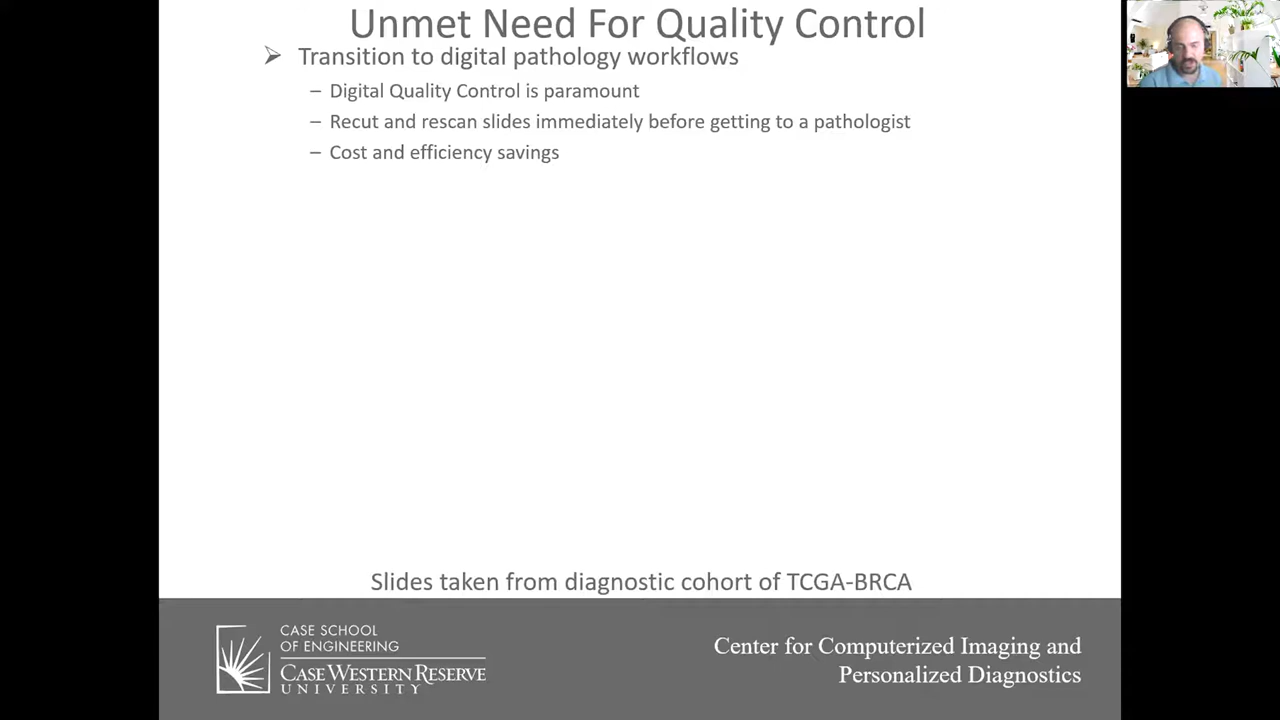 Unmet Need For Quality Control
➢ Transition to digital pathology workflows
– Digital Quality Control is paramount
– Recut and rescan slides immediately before getting to a pathologist
– Cost and efficiency savings
Slides taken from diagnostic cohort of TCGA-BRCA
CASE SCHOOL
OF ENGINEERING
CASE WESTERN RESERVE
UNIVERSITY
Center for Computerized Imaging and
Personalized Diagnostics